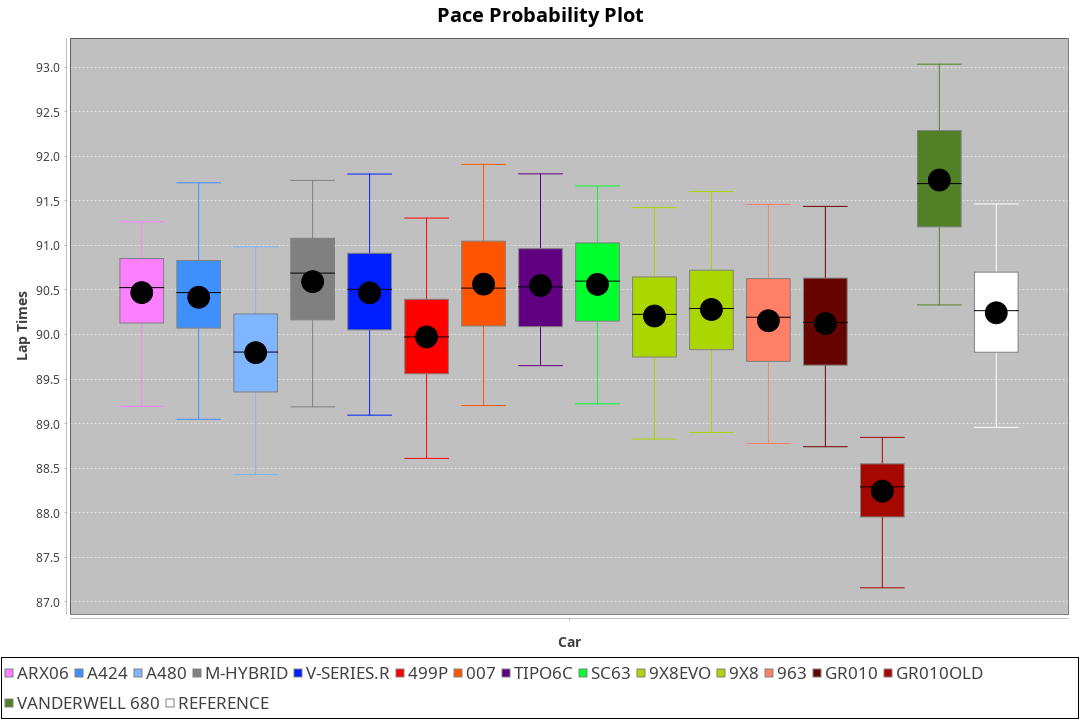 Pace Probability Plot
93.0
92.5
92.0
91.5
91.0
90.5
90.0
89.5
89.0
88.5
88.0
87.5
87.0
Lap Times
Car
ARX06 A424 A480 M-HYBRID V-SERIES.R 499P 007 TIPO6C SC63 9X8EVO 9X8 963 GR010 GR010OLD
VANDERWELL 680 REFERENCE